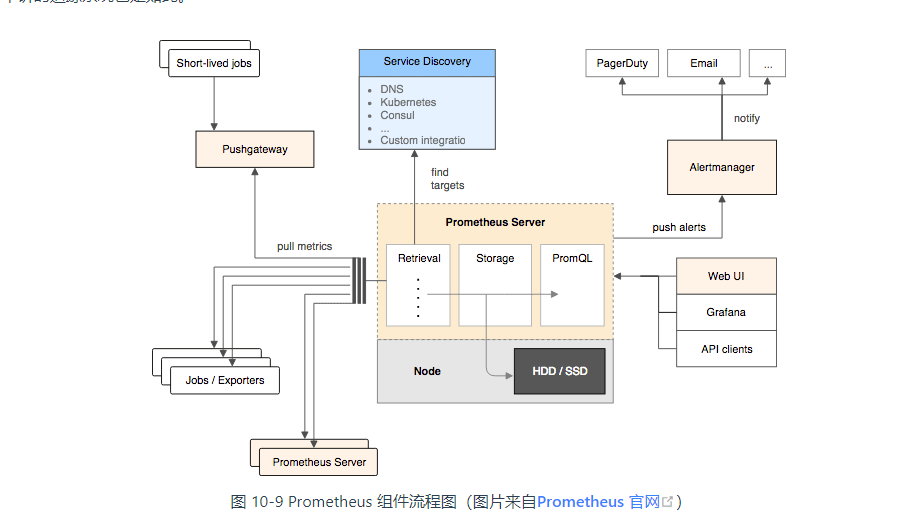 Short-lived jobs
Pushgateway
pull metrics
Jobs / Exporters
Prometheus Server
Service Discovery
• DNS
• Kubernetes
• Consul
• ...
• Custom integratio
find
targets
Prometheus Server
Retrieval
Storage
PromQL
Node
HDD / SSD
PagerDuty
Email
...
notify
Alertmanager
push alerts
Web UI
Grafana
API clients
图 10-9 Prometheus 组件流程图（图片来自Prometheus 官网）